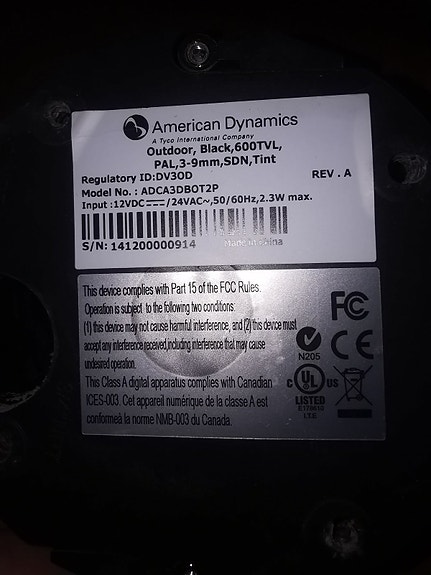 American Dynamics
A Tyco International Company
Outdoor, Black,600TVL,
PAL,3-9mm,SDN,Tint
Regulatory ID:DV30D REV . A
Model No. : ADCA3DBOT2P
Input :12VDC⎓/24VAC~,50/60Hz,2.3W max.
S/N: 141200000914 Made in China
This device complies with Part 15 of the FCC Rules.
Operation is subject to the following two conditions:
(1) this device may not cause harmful interference, and (2) this device must
accept any interference received,including interference that may cause
undesired operation.
This Class A digital apparatus complies with Canadian
ICES-003. Cet appareil numérique de la classe A est
conformeà la norme NMB-003 du Canada.
FC
N205
CE
C UL US
LISTED
I.T.E.